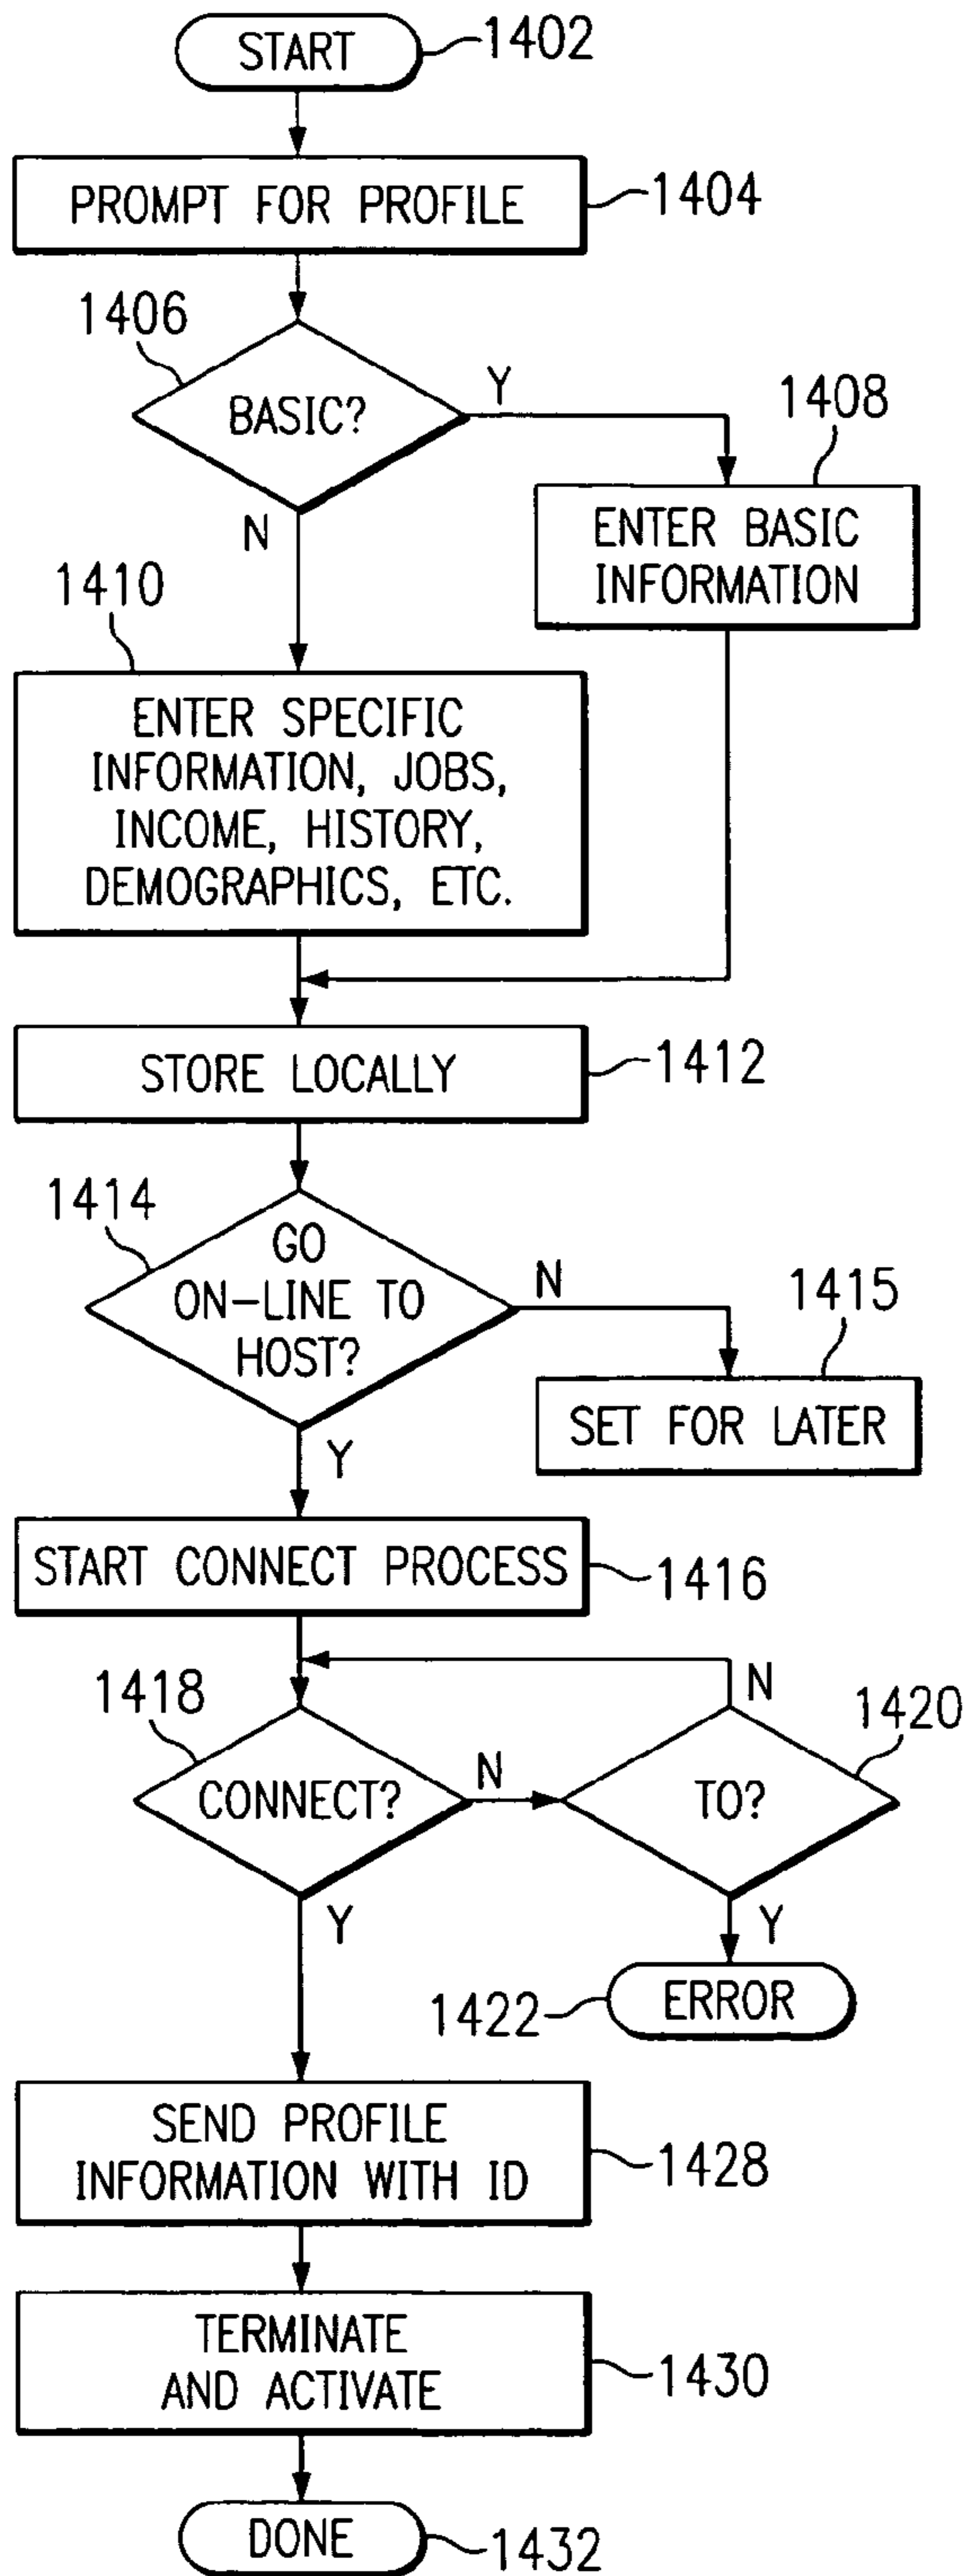 START
1402
PROMPT FOR PROFILE
1404
1406
BASIC?
Y
N
1408
ENTER BASIC
INFORMATION
1410
ENTER SPECIFIC
INFORMATION, JOBS,
INCOME, HISTORY,
DEMOGRAPHICS, ETC.
STORE LOCALLY
1412
1414
GO
ON-LINE TO
HOST?
N
Y
1415
SET FOR LATER
START CONNECT PROCESS
1416
1418
CONNECT?
N
Y
N
1420
TO?
Y
1422
ERROR
SEND PROFILE
INFORMATION WITH ID
1428
TERMINATE
AND ACTIVATE
1430
DONE
1432